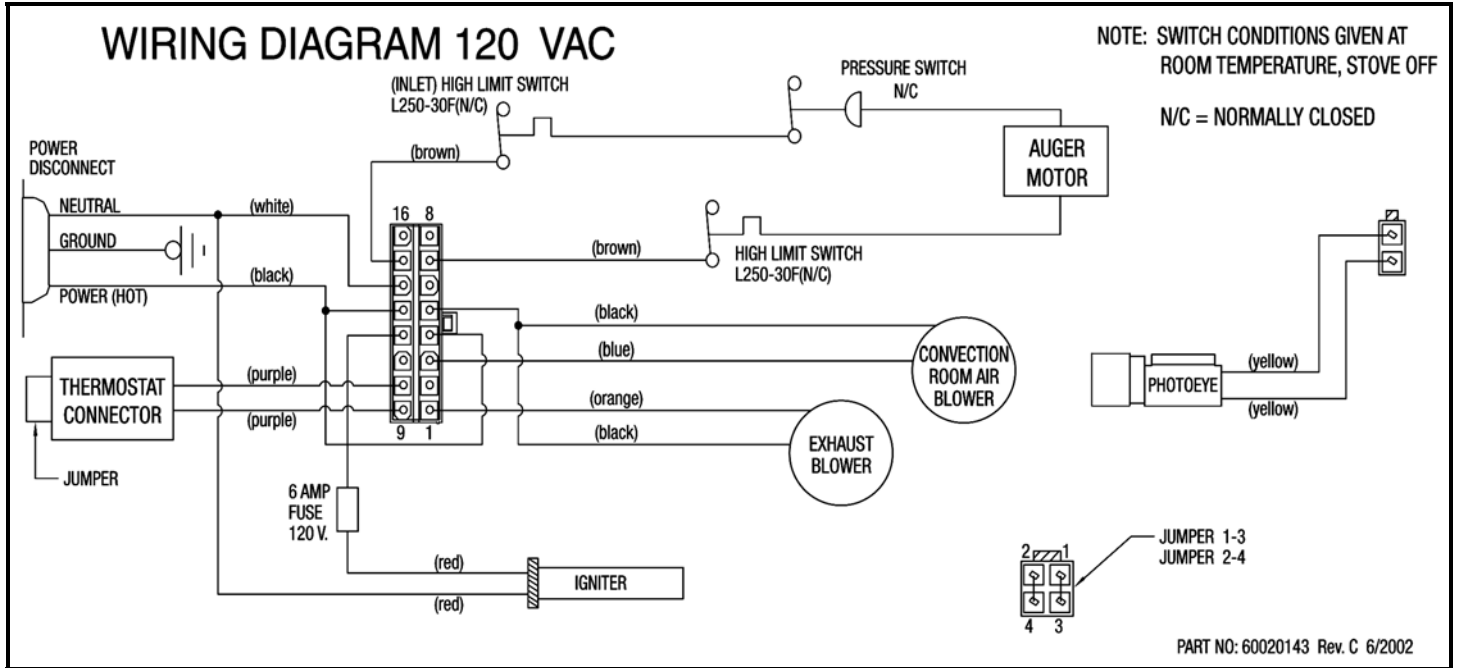 WIRING DIAGRAM 120 VAC
NOTE: SWITCH CONDITIONS GIVEN AT
ROOM TEMPERATURE, STOVE OFF
N/C = NORMALLY CLOSED
(INLET) HIGH LIMIT SWITCH
L250-30F(N/C)
PRESSURE SWITCH
N/C
AUGER
MOTOR
(brown)
POWER
DISCONNECT
NEUTRAL
(white)
GROUND
(black)
POWER (HOT)
16 8
(brown)
HIGH LIMIT SWITCH
L250-30F(N/C)
(black)
(blue)
CONVECTION
ROOM AIR
BLOWER
THERMOSTAT
CONNECTOR
(purple)
(purple)
JUMPER
9 1
(orange)
(black)
EXHAUST
BLOWER
PHOTOEYE
(yellow)
(yellow)
6 AMP
FUSE
120 V.
(red)
(red)
IGNITER
2 1
4 3
JUMPER 1-3
JUMPER 2-4
PART NO: 60020143 Rev. C 6/2002